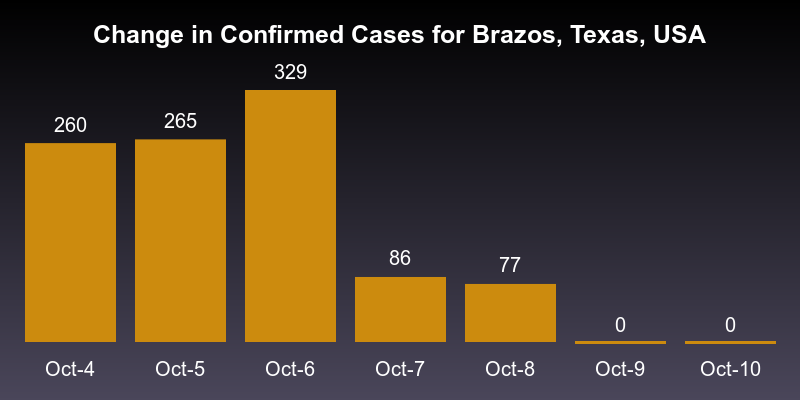 Change in Confirmed Cases for Brazos, Texas, USA
260 265 329 86 77 0 0
Oct-4 Oct-5 Oct-6 Oct-7 Oct-8 Oct-9 Oct-10